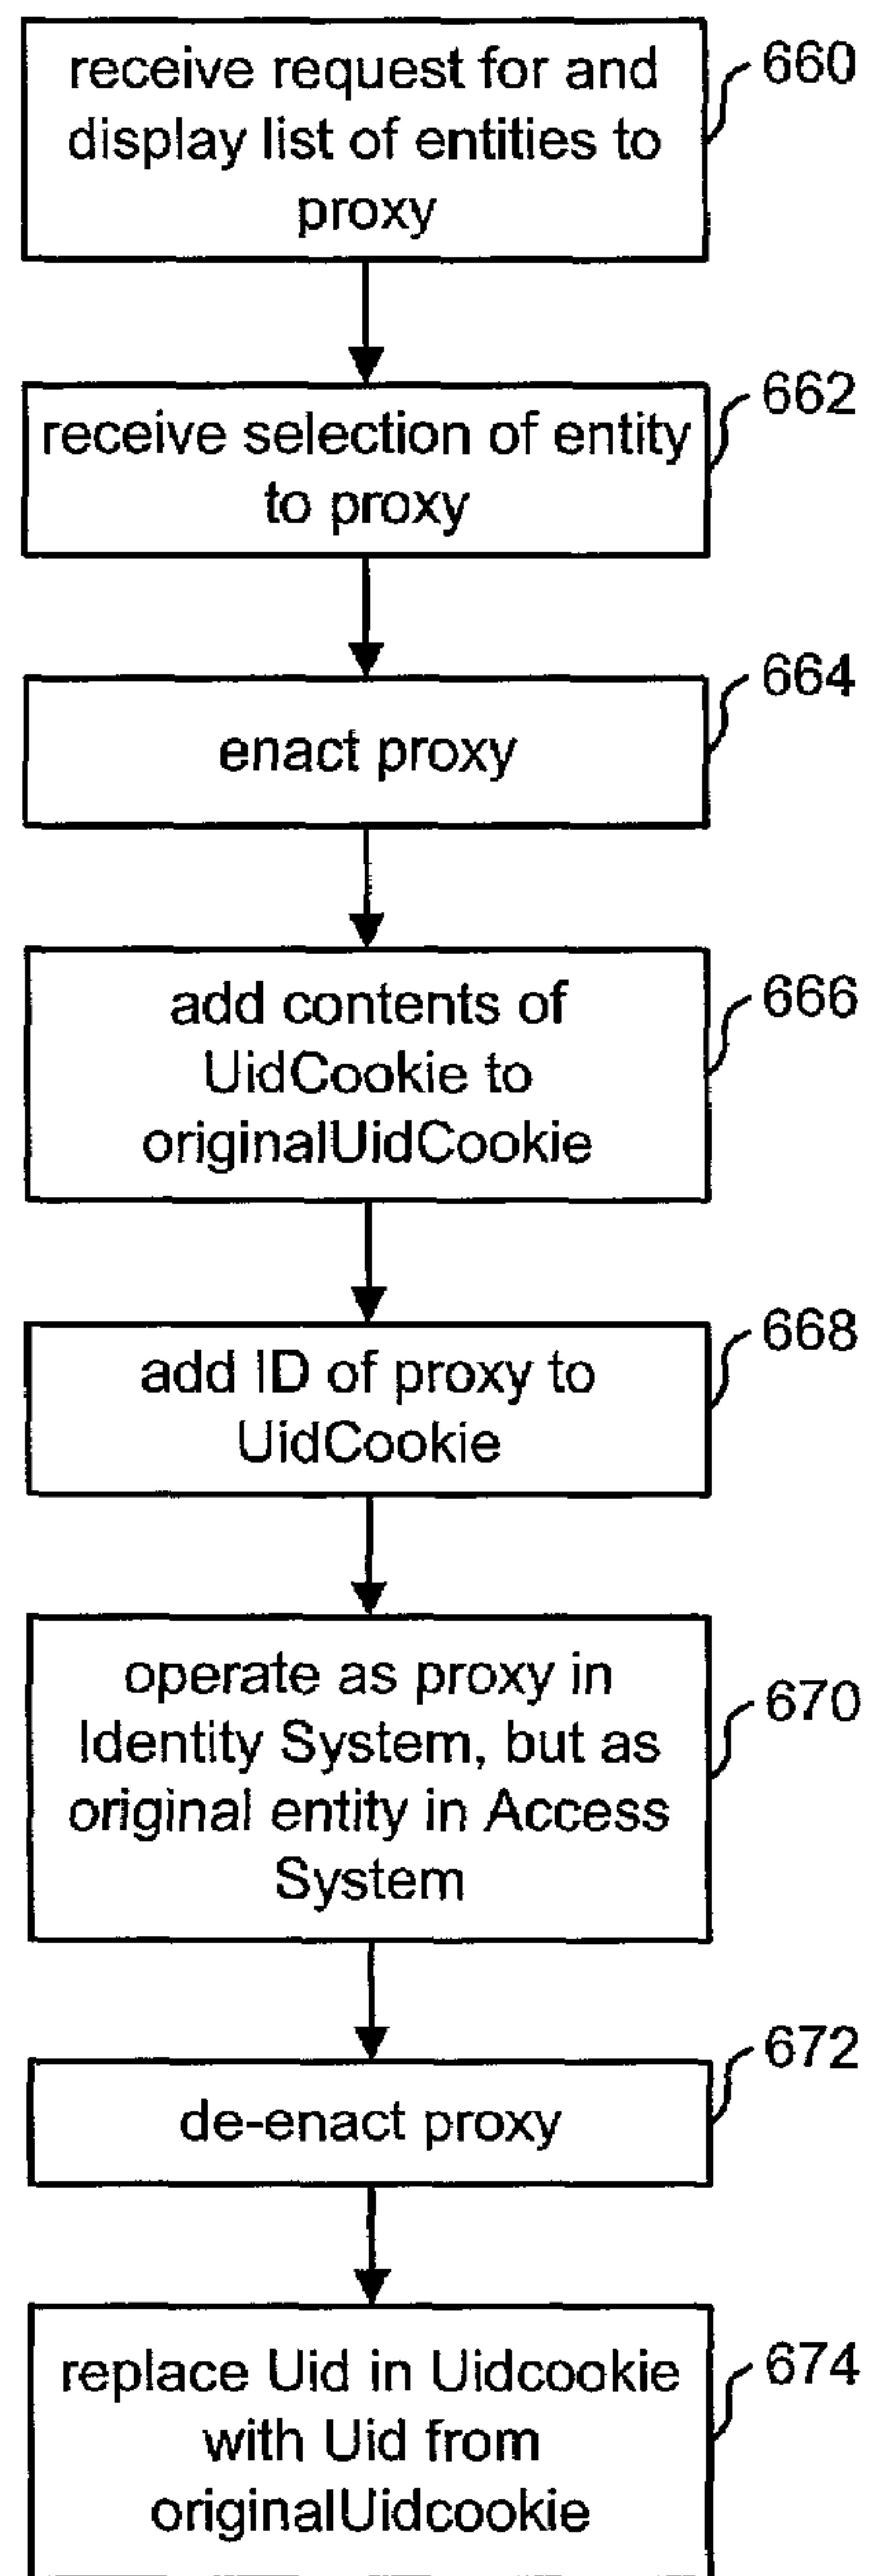 receive request for and
display list of entities to
proxy
660
receive selection of entity
to proxy
662
enact proxy
664
add contents of
UidCookie to
originalUidCookie
666
add ID of proxy to
UidCookie
668
operate as proxy in
Identity System, but as
original entity in Access
System
670
de-enact proxy
672
replace Uid in Uidcookie
with Uid from
originalUidcookie
674